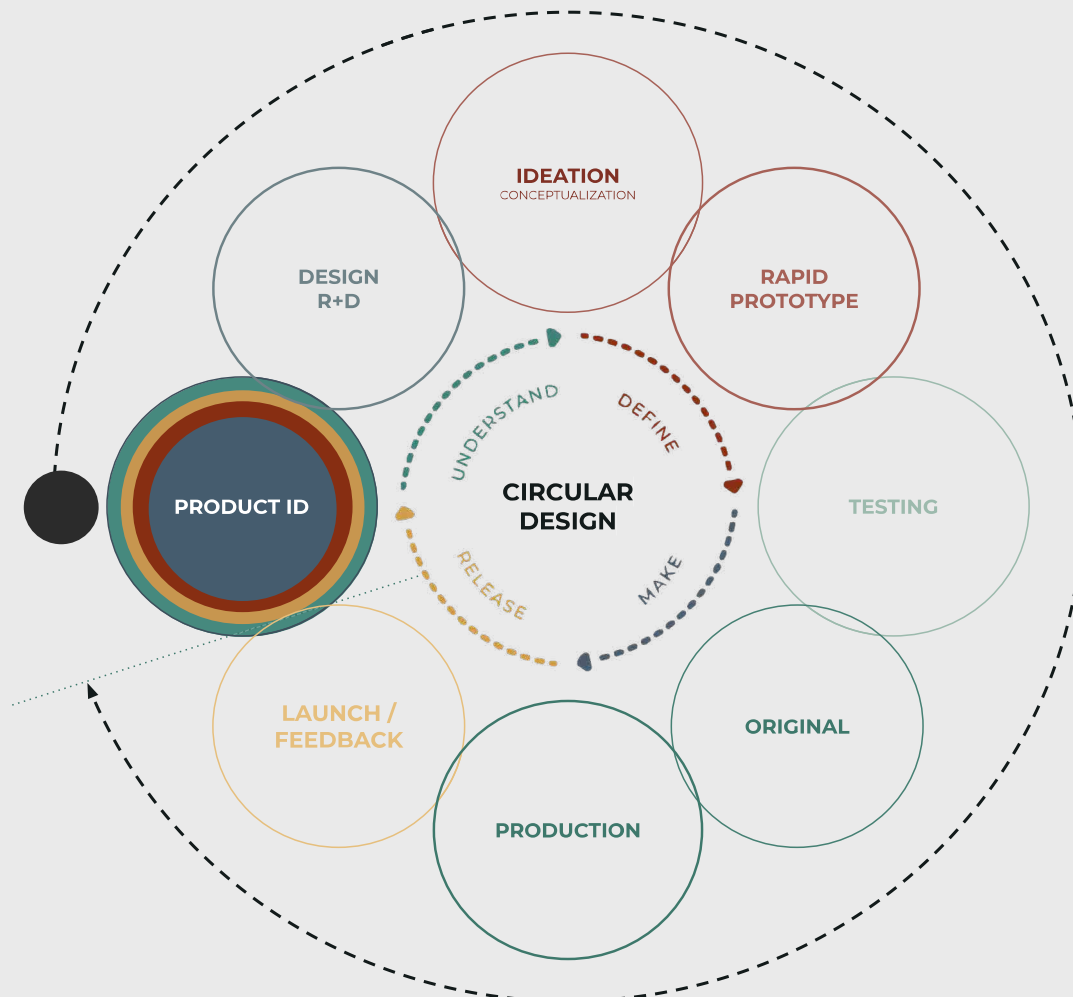 IDEATION
CONCEPTUALIZATION
DESIGN
R+D
RAPID
PROTOTYPE
UNDERSTAND
DEFINE
PRODUCT ID
CIRCULAR
DESIGN
TESTING
RELEASE
MAKE
LAUNCH /
FEEDBACK
ORIGINAL
PRODUCTION